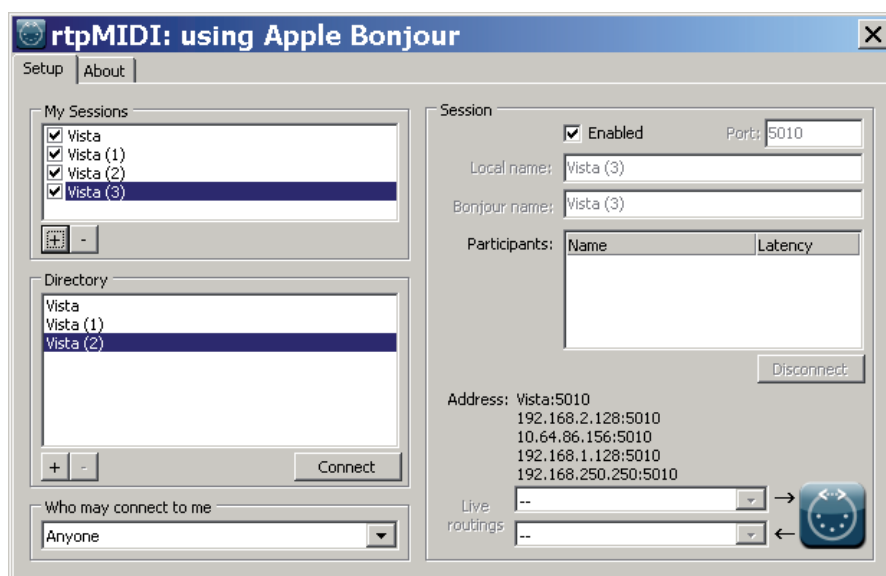 rtpMIDI: using Apple Bonjour
Setup
About
My Sessions
Vista
Vista (1)
Vista (2)
Vista (3)
+ -
Directory
Vista
Vista (1)
Vista (2)
+ -
Connect
Who may connect to me
Anyone
Session
Enabled
Port: 5010
Local name: Vista (3)
Bonjour name: Vista (3)
Participants: Name Latency
Disconnect
Address: Vista:5010
192.168.2.128:5010
10.64.86.156:5010
192.168.1.128:5010
192.168.250.250:5010
Live
routings
--
--